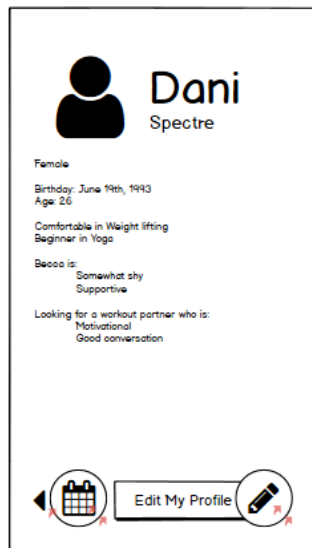 Dani
Spectre
Female
Birthday: June 19th, 1993
Age: 26
Comfortable in Weight lifting
Beginner in Yoga
Becca is:
Somewhat shy
Supportive
Looking for a workout partner who is:
Motivational
Good conversation
Edit My Profile